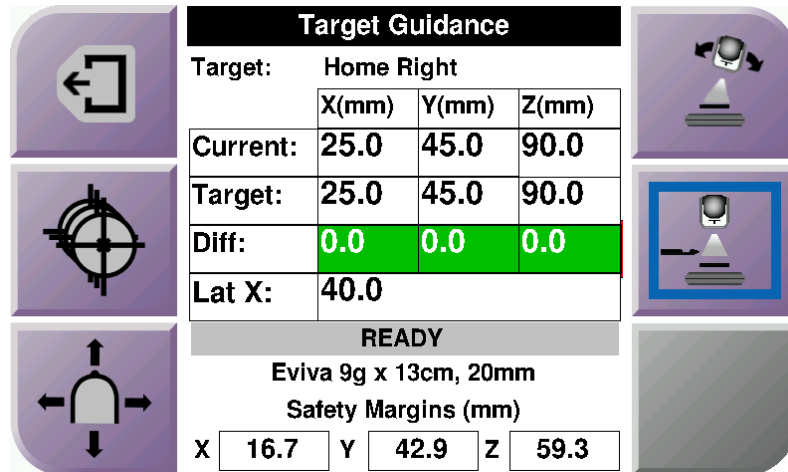 Target Guidance
Target: Home Right
X(mm) Y(mm) Z(mm)
Current: 25.0 45.0 90.0
Target: 25.0 45.0 90.0
Diff: 0.0 0.0 0.0
Lat X: 40.0
READY
Eviva 9g x 13cm, 20mm
Safety Margins (mm)
X 16.7 Y 42.9 Z 59.3